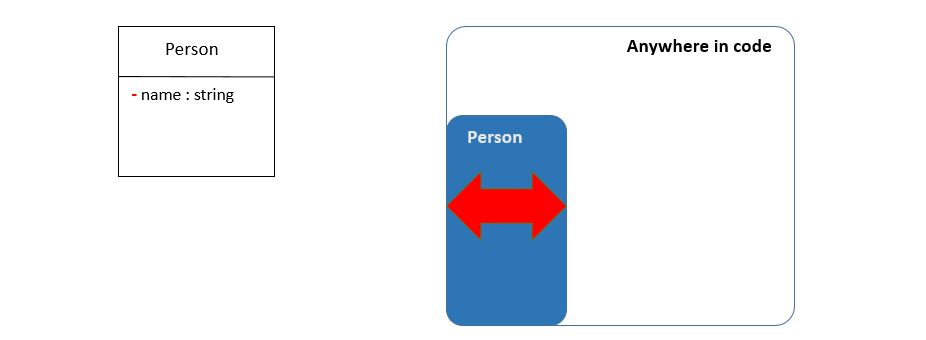 Person
- name : string
Anywhere in code
Person